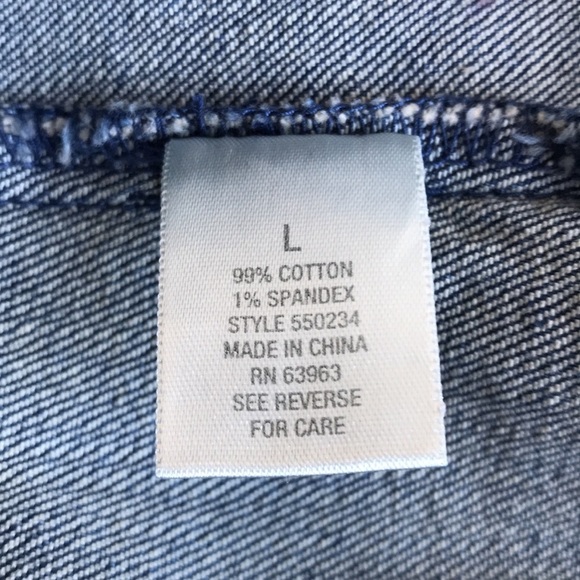 L
99% COTTON
1% SPANDEX
STYLE 550234
MADE IN CHINA
RN 63963
SEE REVERSE
FOR CARE